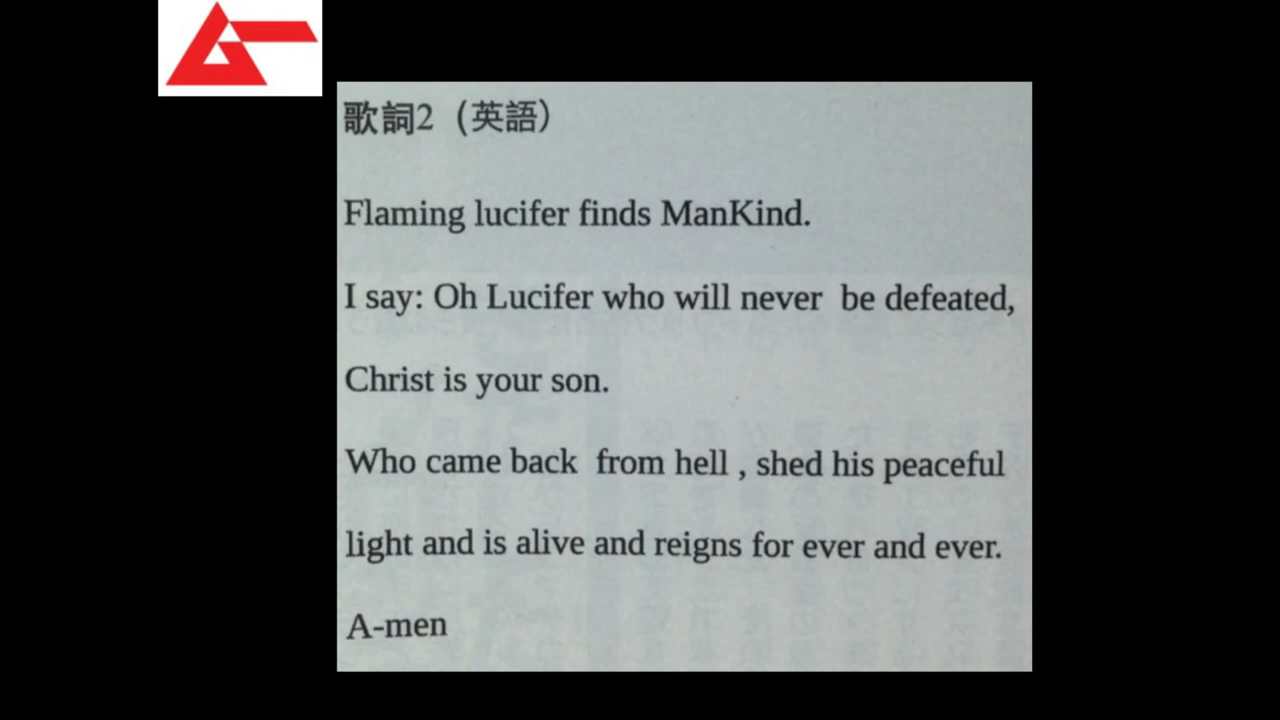 歌詞2（英語）
Flaming lucifer finds ManKind.
I say: Oh Lucifer who will never be defeated,
Christ is your son.
Who came back from hell , shed his peaceful
light and is alive and reigns for ever and ever.
A-men